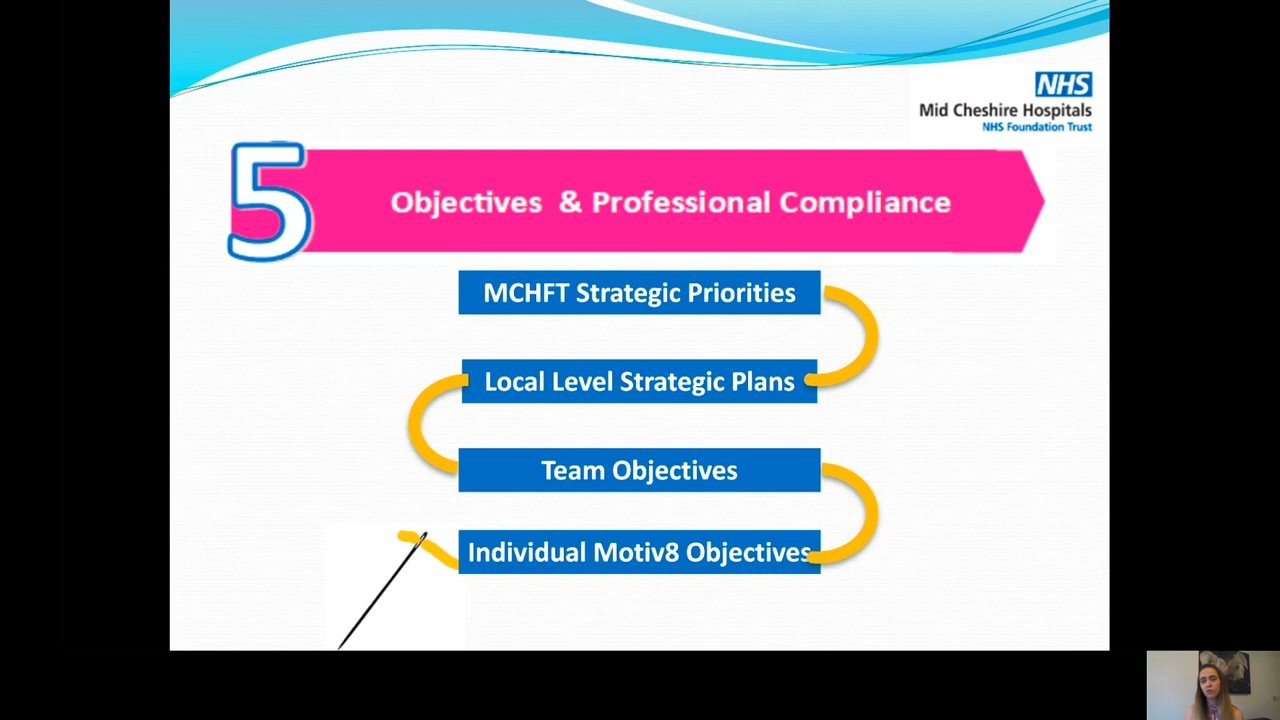 NHS
Mid Cheshire Hospitals
NHS Foundation Trust
5
Objectives & Professional Compliance
MCHFT Strategic Priorities
Local Level Strategic Plans
Team Objectives
Individual Motiv8 Objectives